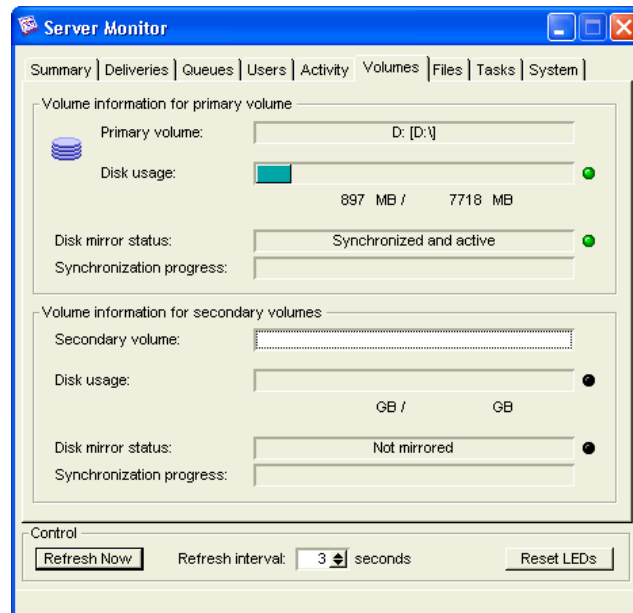 Server Monitor
Summary Deliveries Queues Users Activity Volumes Files Tasks System
Volume information for primary volume
Primary volume: D: [D:\]
Disk usage:
897 MB / 7718 MB
Disk mirror status: Synchronized and active
Synchronization progress:
Volume information for secondary volumes
Secondary volume:
Disk usage:
GB / GB
Disk mirror status: Not mirrored
Synchronization progress:
Control
Refresh Now Refresh interval: 3 seconds Reset LEDs